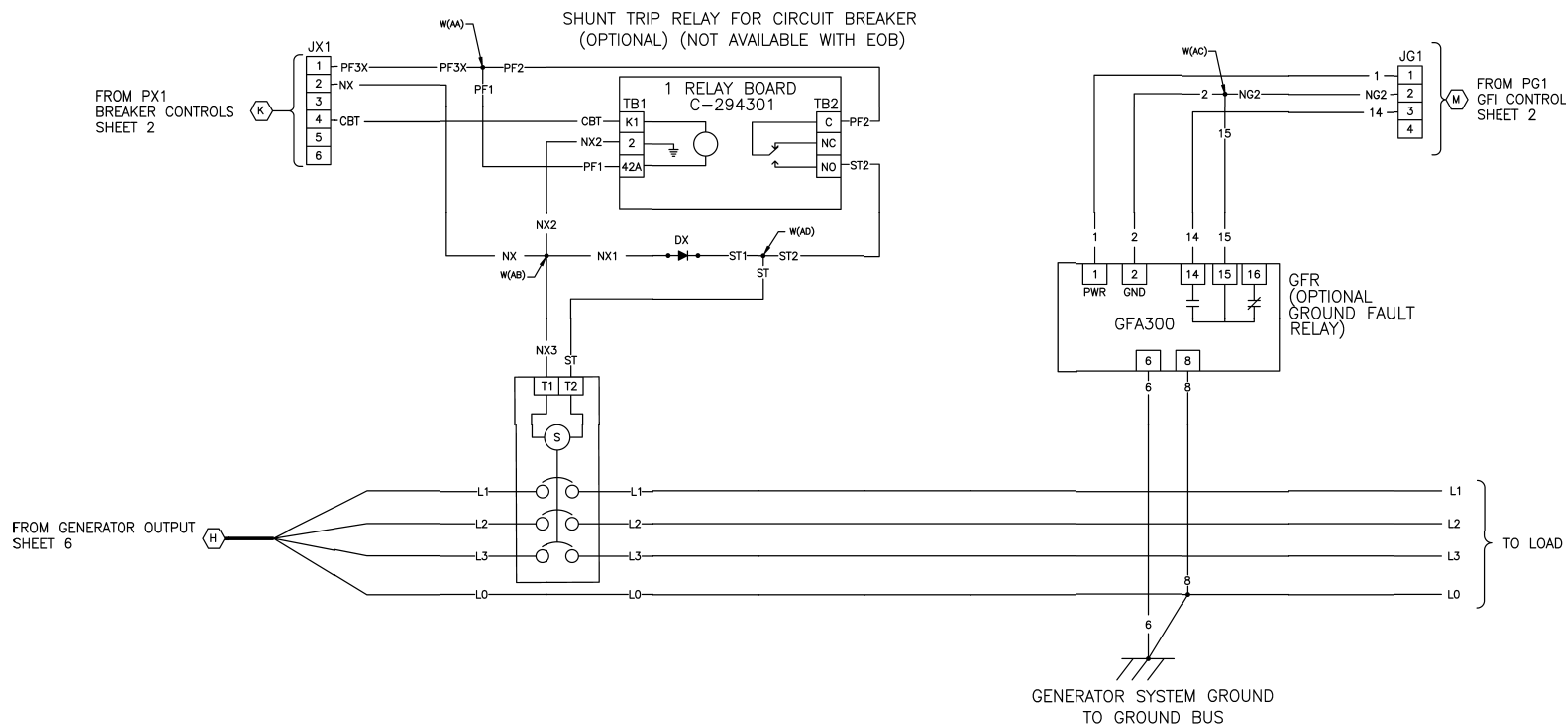 SHUNT TRIP RELAY FOR CIRCUIT BREAKER
(OPTIONAL) (NOT AVAILABLE WITH EOB)
W(AA)
JX1
1
2
3
4
5
6
PF3X
PF3X
PF2
PF1
NX
CBT
FROM PX1
BREAKER CONTROLS
SHEET 2
K
1 RELAY BOARD
C-294301
TB1
TB2
CBT
K1
NX2
2
PF1
42A
C
PF2
NC
NO
ST2
NX2
NX
W(AB)
NX1
DX
ST1
W(AD)
ST2
ST
NX3
ST
T1
T2
S
L1
L1
L1
L2
L2
L2
L3
L3
L3
L0
L0
L0
FROM GENERATOR OUTPUT
SHEET 6
H
TO LOAD
W(AC)
JG1
1
1
2
NG2
NG2
2
14
3
4
15
FROM PG1
GFI CONTROL
SHEET 2
M
1
2
14
15
1
2
14
15
16
PWR
GND
GFA300
GFR
(OPTIONAL
GROUND FAULT
RELAY)
6
8
6
8
8
6
GENERATOR SYSTEM GROUND
TO GROUND BUS